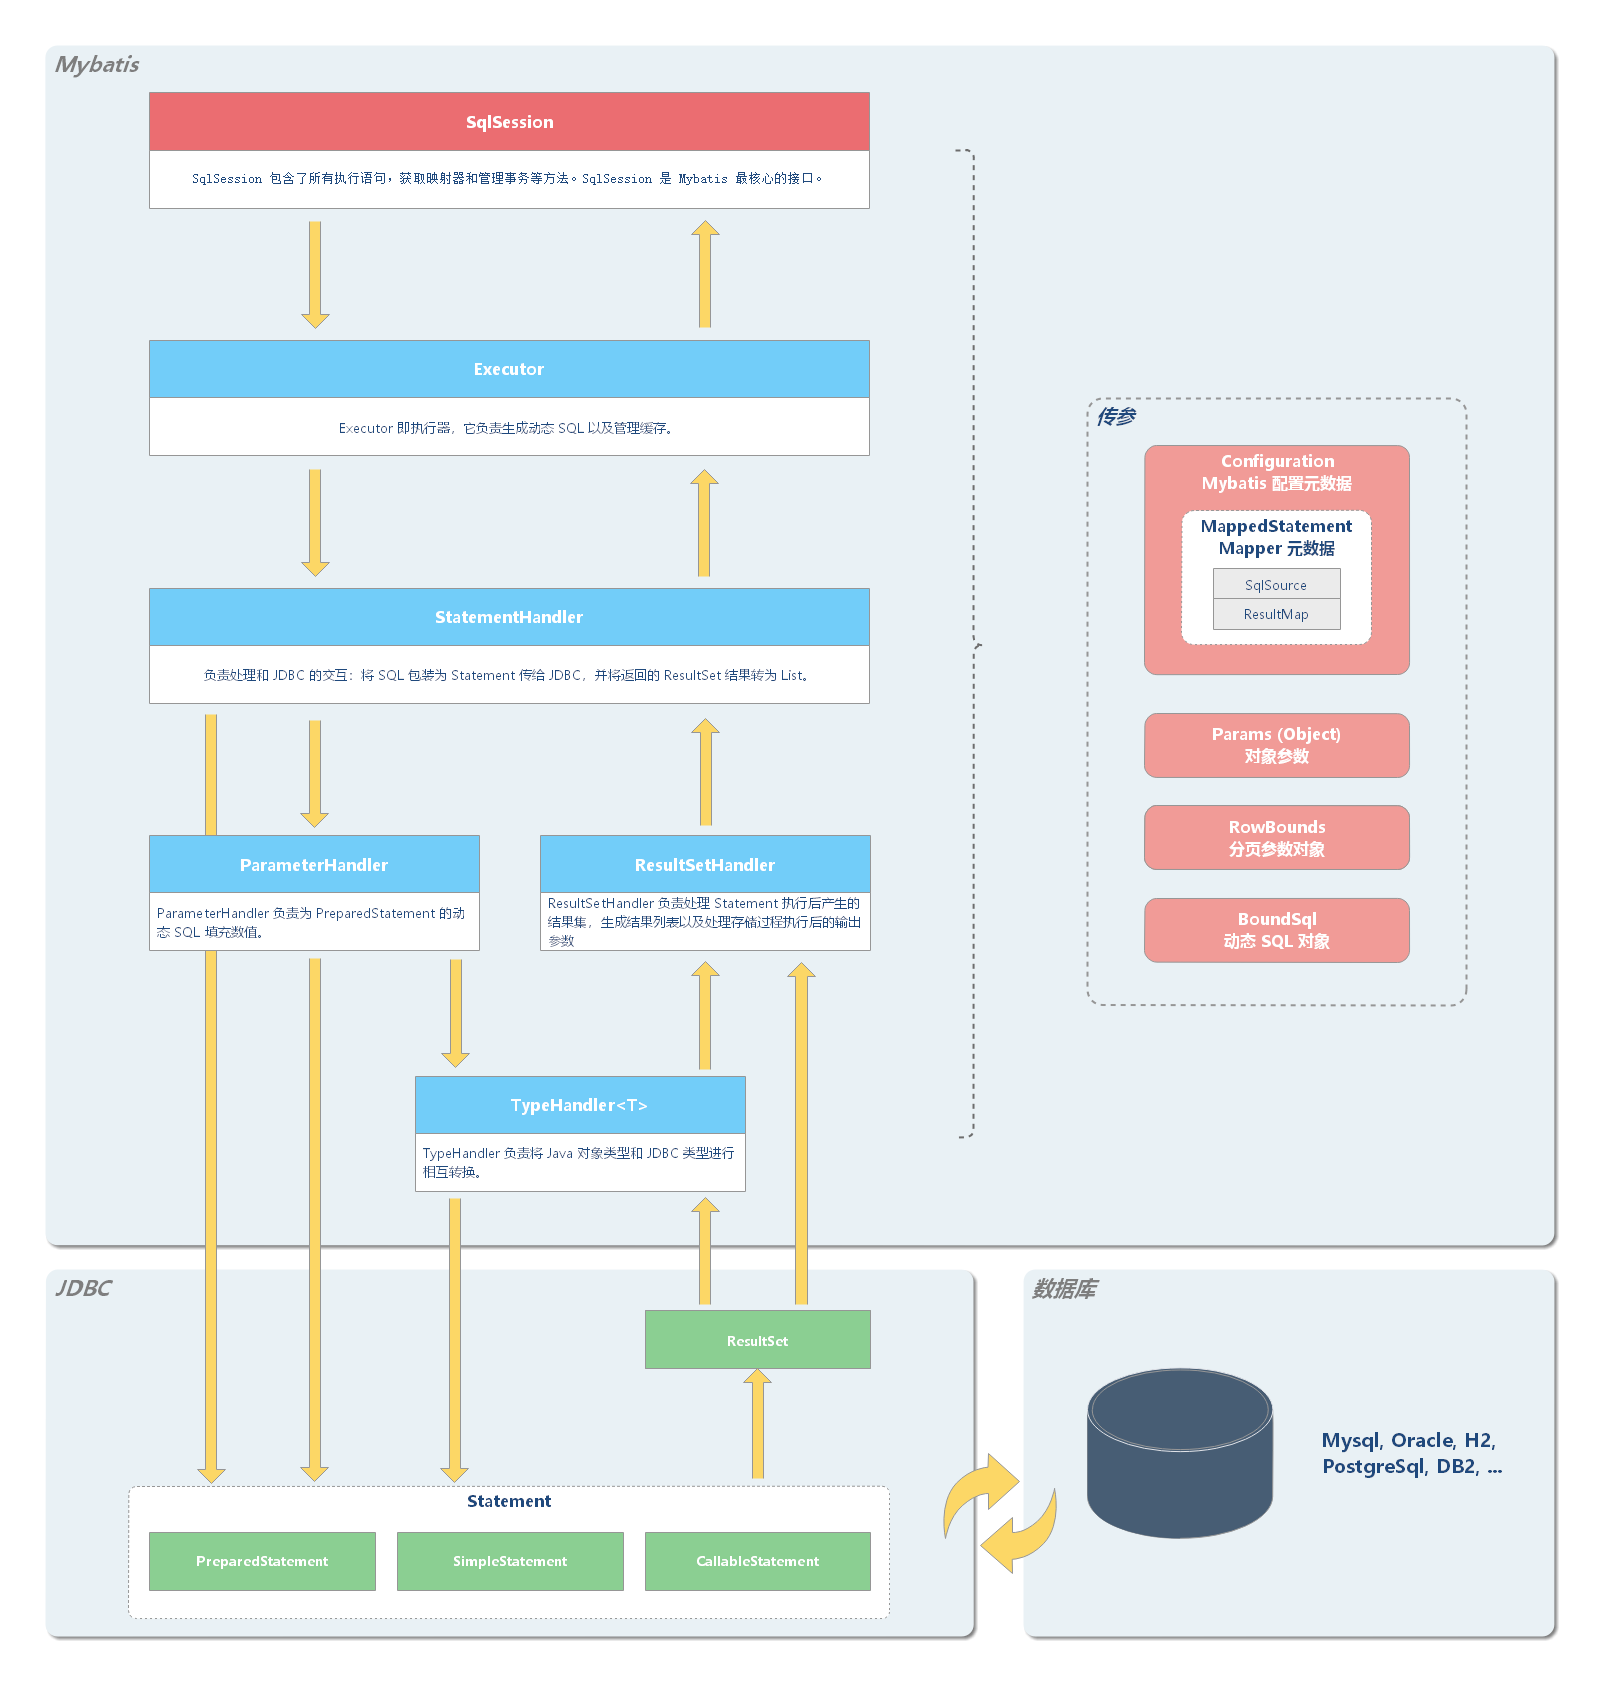 Mybatis
SqlSession
SqlSession 包含了所有执行语句，获取映射器和管理事务等方法。SqlSession 是 Mybatis 最核心的接口。
Executor
Executor 即执行器，它负责生成动态 SQL 以及管理缓存。
StatementHandler
负责处理和 JDBC 的交互：将 SQL 包装为 Statement 传给 JDBC，并将返回的 ResultSet 结果转为 List。
ParameterHandler
ParameterHandler 负责为 PreparedStatement 的动
态 SQL 填充数值。
ResultSetHandler
ResultSetHandler 负责处理 Statement 执行后产生的
结果集，生成结果列表以及处理存储过程执行后的输出
参数
TypeHandler<T>
TypeHandler 负责将 Java 对象类型和 JDBC 类型进行
相互转换。
传参
Configuration
Mybatis 配置元数据
MappedStatement
Mapper 元数据
SqlSource
ResultMap
Params (Object)
对象参数
RowBounds
分页参数对象
BoundSql
动态 SQL 对象
JDBC
ResultSet
Statement
PreparedStatement
SimpleStatement
CallableStatement
数据库
Mysql, Oracle, H2,
PostgreSql, DB2, ...